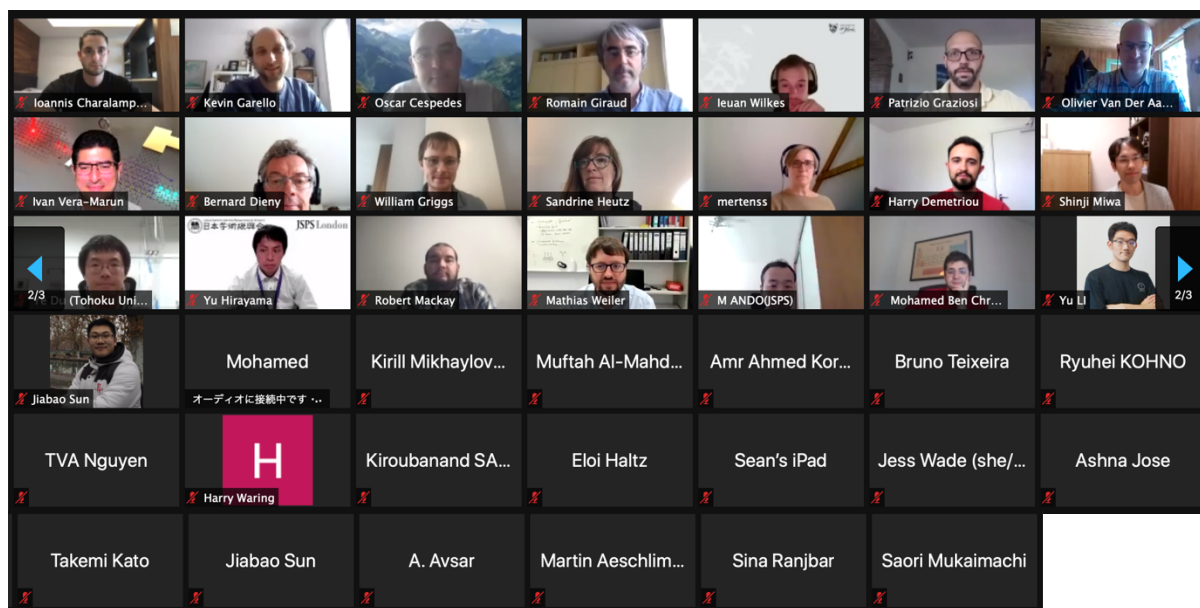 Ioannis Charalamp...
Kevin Garello
Oscar Cespedes
Romain Giraud
Ieuan Wilkes
Patrizio Graziosi
Olivier Van Der Aa...
Ivan Vera-Marun
Bernard Dieny
William Griggs
Sandrine Heutz
mertenss
Harry Demetriou
Shinji Miwa
日本学術振興会
JSPS London
2/3
Du (Tohoku Uni...
Yu Hirayama
Robert Mackay
Mathias Weiler
M ANDO(JSPS)
Mohamed Ben Chr...
Yu LI
2/3
Jiabao Sun
Mohamed
オーディオに接続中です ·..
Kirill Mikhaylov...
Muftah Al-Mahd...
Amr Ahmed Kor...
Bruno Teixeira
Ryuhei KOHNO
TVA Nguyen
H
Harry Waring
Kiroubanand SA...
Eloi Haltz
Sean's iPad
Jess Wade (she/...
Ashna Jose
Takemi Kato
Jiabao Sun
A. Avsar
Martin Aeschlim...
Sina Ranjbar
Saori Mukaimachi